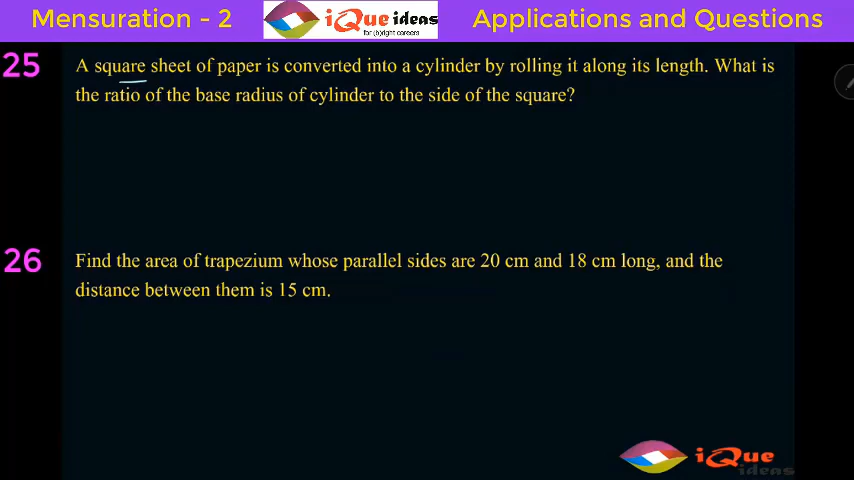 Mensuration - 2
iQue ideas
for (b)right careers
Applications and Questions
25
A square sheet of paper is converted into a cylinder by rolling it along its length. What is
the ratio of the base radius of cylinder to the side of the square?
26
Find the area of trapezium whose parallel sides are 20 cm and 18 cm long, and the
distance between them is 15 cm.
iQue
ideas